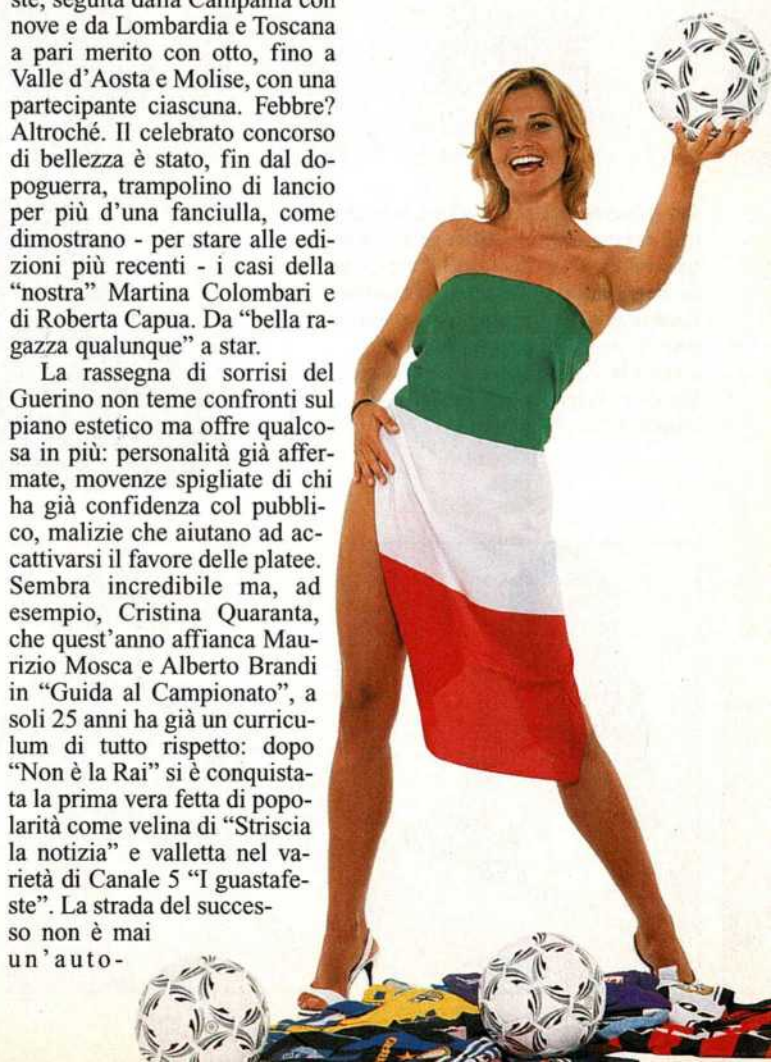 ste, seguita dalla Campania con
nove e da Lombardia e Toscana
a pari merito con otto, fino a
Valle d'Aosta e Molise, con una
partecipante ciascuna. Febbre?
Altroché. Il celebrato concorso
di bellezza è stato, fin dal do-
poguerra, trampolino di lancio
per più d'una fanciulla, come
dimostrano - per stare alle edi-
zioni più recenti - i casi della
“nostra” Martina Colombari e
di Roberta Capua. Da “bella ra-
gazza qualunque” a star.
La rassegna di sorrisi del
Guerino non teme confronti sul
piano estetico ma offre qualco-
sa in più: personalità già affer-
mate, movenze spigliate di chi
ha già confidenza col pubbli-
co, malizie che aiutano ad ac-
cattivarsi il favore delle platee.
Sembra incredibile ma, ad
esempio, Cristina Quaranta,
che quest'anno affianca Mau-
rizio Mosca e Alberto Brandi
in “Guida al Campionato”, a
soli 25 anni ha già un curricu-
lum di tutto rispetto: dopo
“Non è la Rai” si è conquista-
ta la prima vera fetta di popo-
larità come velina di “Striscia
la notizia” e valletta nel va-
rietà di Canale 5 “I guastafe-
ste”. La strada del succes-
so non è mai
un'auto-